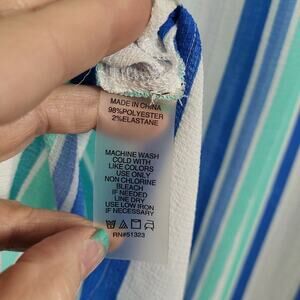 MADE IN CHINA
98%POLYESTER
2%ELASTANE
MACHINE WASH
COLD WITH
LIKE COLORS
USE ONLY
NON CHLORINE
BLEACH
IF NEEDED
LINE DRY
USE LOW IRON
IF NECESSARY
RN#51323